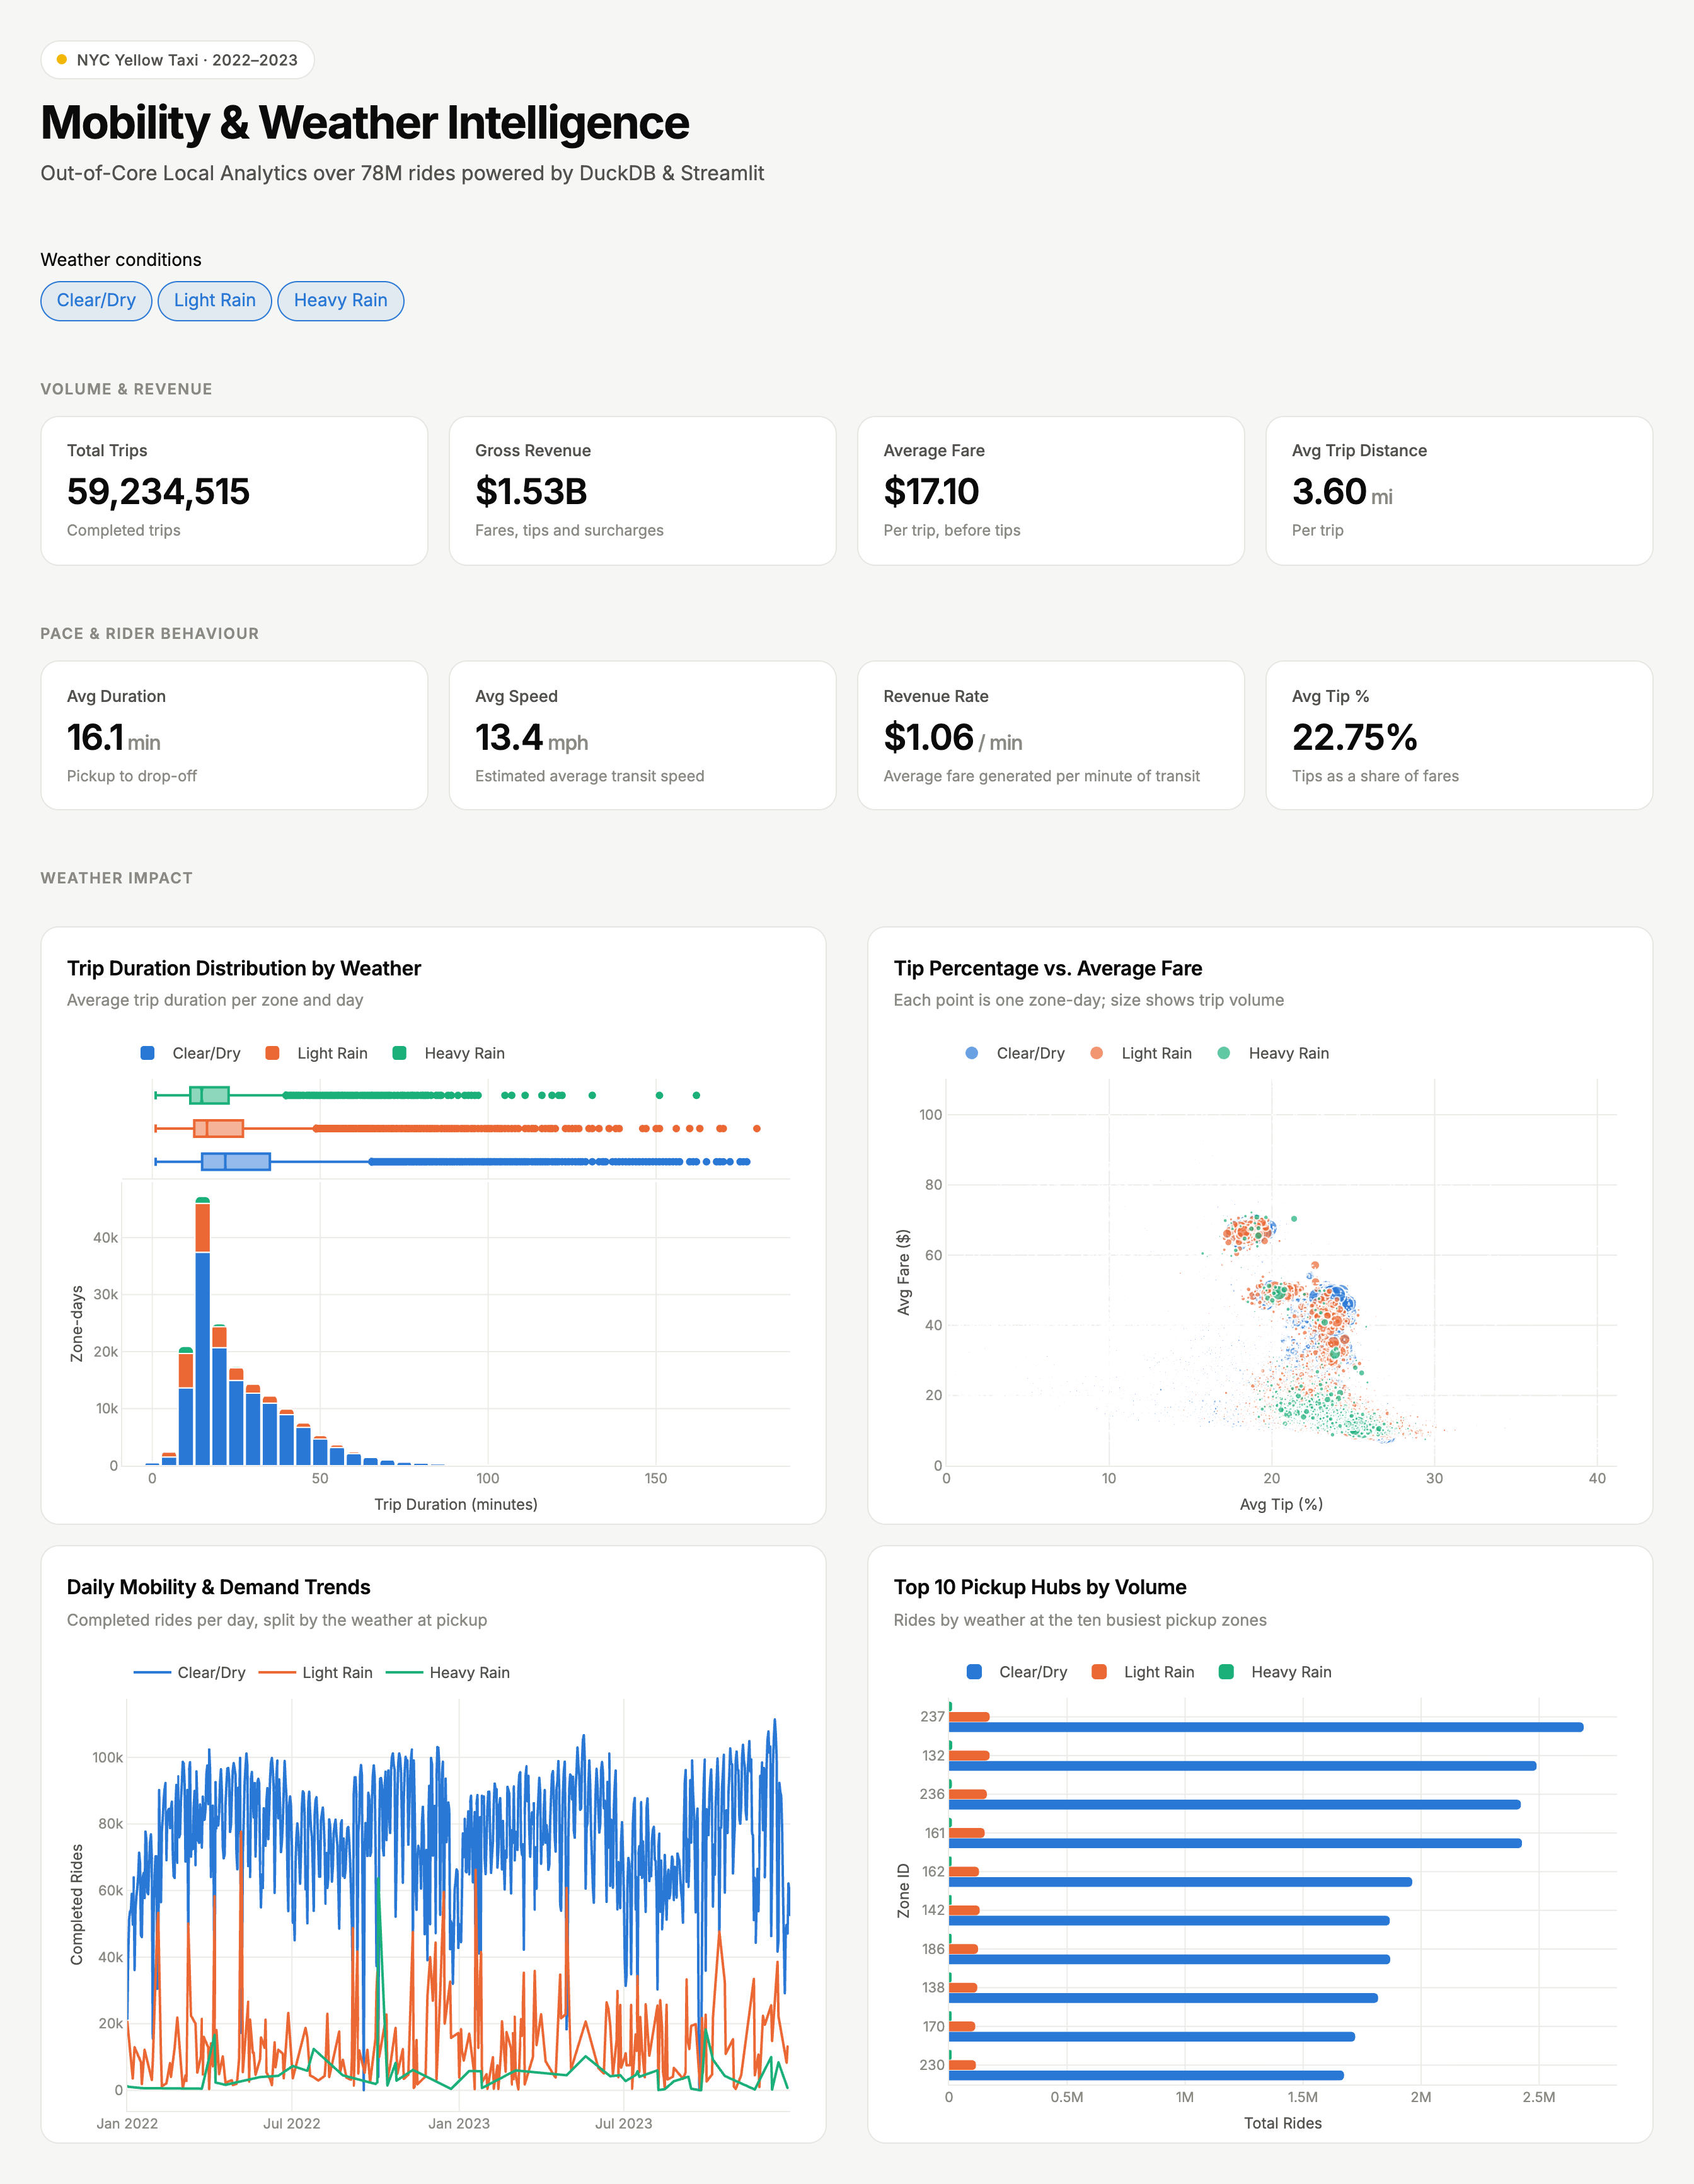 NYC Yellow Taxi · 2022–2023
Mobility & Weather Intelligence
Out-of-Core Local Analytics over 78M rides powered by DuckDB & Streamlit
Weather conditions
Clear/Dry Light Rain Heavy Rain
VOLUME & REVENUE
Total Trips
59,234,515
Completed trips
Gross Revenue
$1.53B
Fares, tips and surcharges
Average Fare
$17.10
Per trip, before tips
Avg Trip Distance
3.60 mi
Per trip
PACE & RIDER BEHAVIOUR
Avg Duration
16.1 min
Pickup to drop-off
Avg Speed
13.4 mph
Estimated average transit speed
Revenue Rate
$1.06 / min
Average fare generated per minute of transit
Avg Tip %
22.75%
Tips as a share of fares
WEATHER IMPACT
Trip Duration Distribution by Weather
Average trip duration per zone and day
Clear/Dry Light Rain Heavy Rain
Zone-days
40k
30k
20k
10k
0
0 50 100 150
Trip Duration (minutes)
Tip Percentage vs. Average Fare
Each point is one zone-day; size shows trip volume
Clear/Dry Light Rain Heavy Rain
Avg Fare ($)
100
80
60
40
20
0
0 10 20 30 40
Avg Tip (%)
Daily Mobility & Demand Trends
Completed rides per day, split by the weather at pickup
Clear/Dry Light Rain Heavy Rain
Completed Rides
100k
80k
60k
40k
20k
0
Jan 2022 Jul 2022 Jan 2023 Jul 2023
Top 10 Pickup Hubs by Volume
Rides by weather at the ten busiest pickup zones
Clear/Dry Light Rain Heavy Rain
Zone ID
237
132
236
161
162
142
186
138
170
230
0 0.5M 1M 1.5M 2M 2.5M
Total Rides